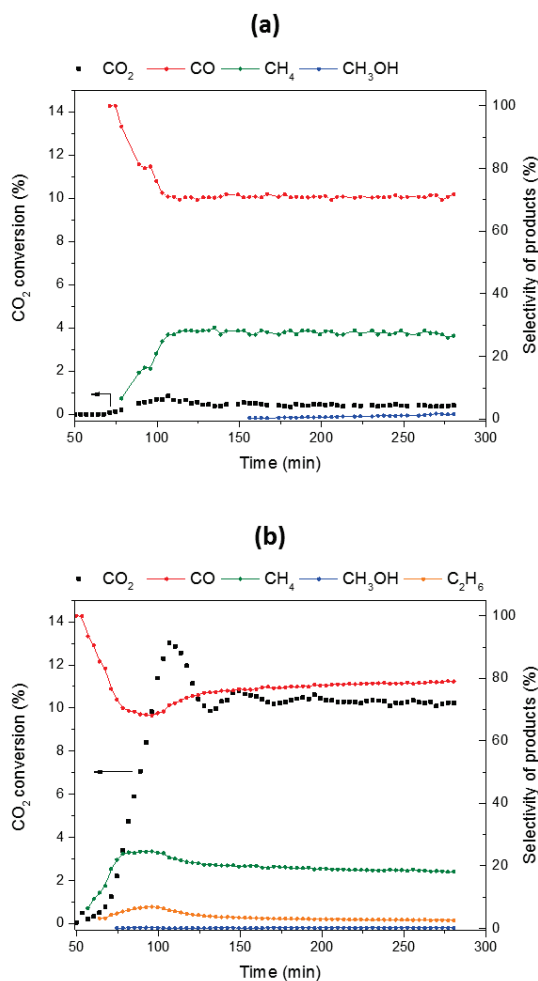 (a)
CO2 CO CH4 CH3OH
CO2 conversion (%)
14
12
10
8
6
4
2
0
100
80
60
40
20
0
Selectivity of products (%)
50 100 150 200 250 300
Time (min)
(b)
CO2 CO CH4 CH3OH C2H6
CO2 conversion (%)
14
12
10
8
6
4
2
0
100
80
60
40
20
0
Selectivity of products (%)
50 100 150 200 250 300
Time (min)